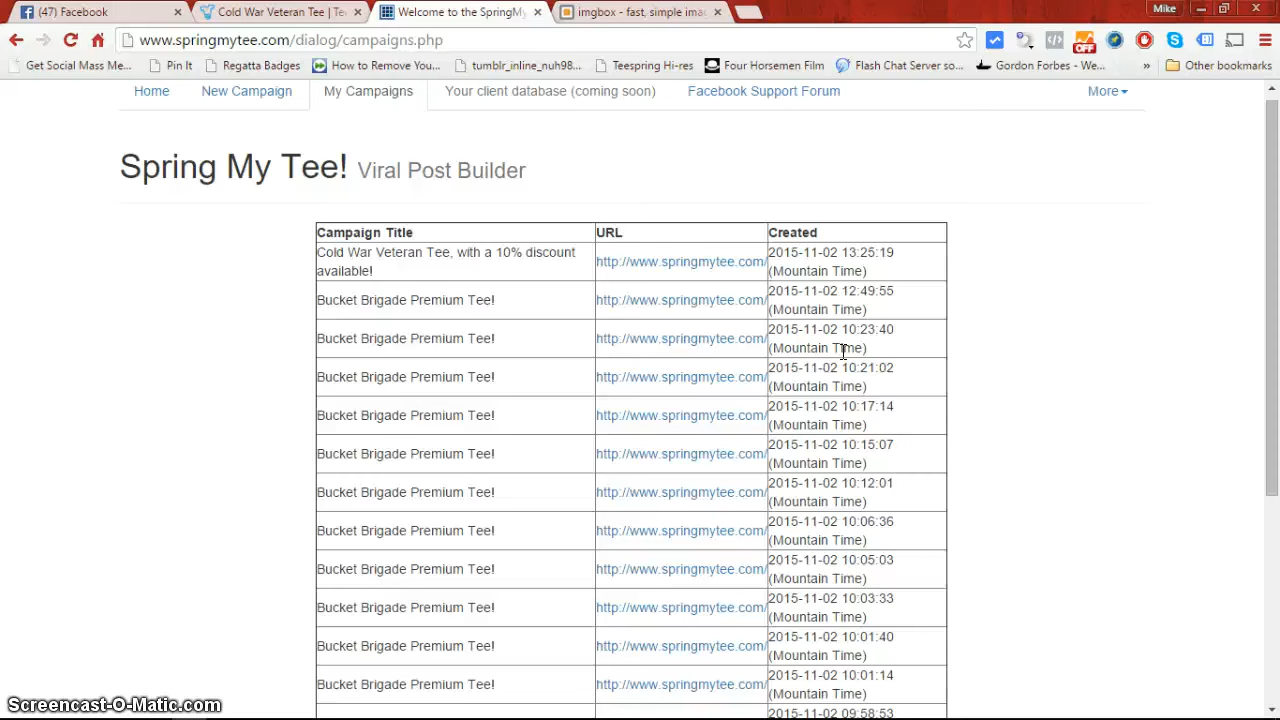 (47) Facebook
Cold War Veteran Tee | Te
Welcome to the SpringMy
imgbox - fast, simple ima
Mike
www.springmytee.com/dialog/campaigns.php
OFF
Get Social Mass Me...
Pin It
Regatta Badges
How to Remove You...
tumblr_inline_nuh98...
Teespring Hi-res
Four Horsemen Film
Flash Chat Server so...
Gordon Forbes - We...
»
Other bookmarks
Home
New Campaign
My Campaigns
Your client database (coming soon)
Facebook Support Forum
More
Spring My Tee! Viral Post Builder
Campaign Title
URL
Created
Cold War Veteran Tee, with a 10% discount
available!
http://www.springmytee.com/
2015-11-02 13:25:19
(Mountain Time)
Bucket Brigade Premium Tee!
http://www.springmytee.com/
2015-11-02 12:49:55
(Mountain Time)
Bucket Brigade Premium Tee!
http://www.springmytee.com/
2015-11-02 10:23:40
(Mountain Time)
Bucket Brigade Premium Tee!
http://www.springmytee.com/
2015-11-02 10:21:02
(Mountain Time)
Bucket Brigade Premium Tee!
http://www.springmytee.com/
2015-11-02 10:17:14
(Mountain Time)
Bucket Brigade Premium Tee!
http://www.springmytee.com/
2015-11-02 10:15:07
(Mountain Time)
Bucket Brigade Premium Tee!
http://www.springmytee.com/
2015-11-02 10:12:01
(Mountain Time)
Bucket Brigade Premium Tee!
http://www.springmytee.com/
2015-11-02 10:06:36
(Mountain Time)
Bucket Brigade Premium Tee!
http://www.springmytee.com/
2015-11-02 10:05:03
(Mountain Time)
Bucket Brigade Premium Tee!
http://www.springmytee.com/
2015-11-02 10:03:33
(Mountain Time)
Bucket Brigade Premium Tee!
http://www.springmytee.com/
2015-11-02 10:01:40
(Mountain Time)
Bucket Brigade Premium Tee!
http://www.springmytee.com/
2015-11-02 10:01:14
(Mountain Time)
2015-11-02 09:58:53
Screencast-O-Matic.com